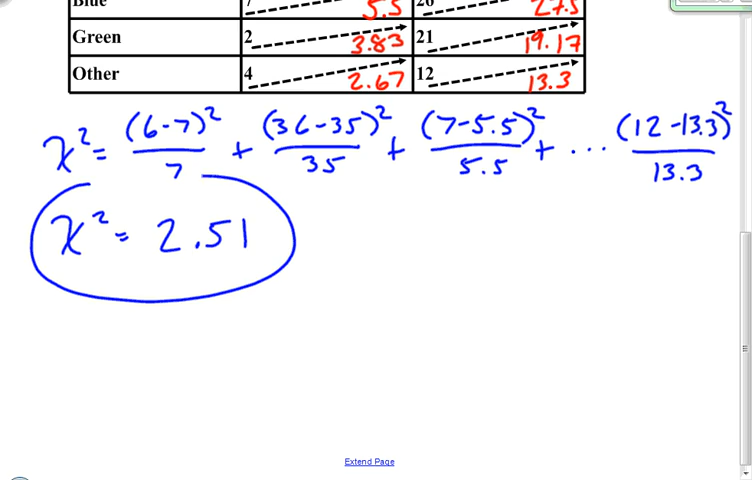 Blue 7 5.5 26 27.5
Green 2 3.83 21 19.17
Other 4 2.67 12 13.3
χ² = (6-7)²/7 + (36-35)²/35 + (7-5.5)²/5.5 + ... (12-13.3)²/13.3
χ² = 2.51
Extend Page